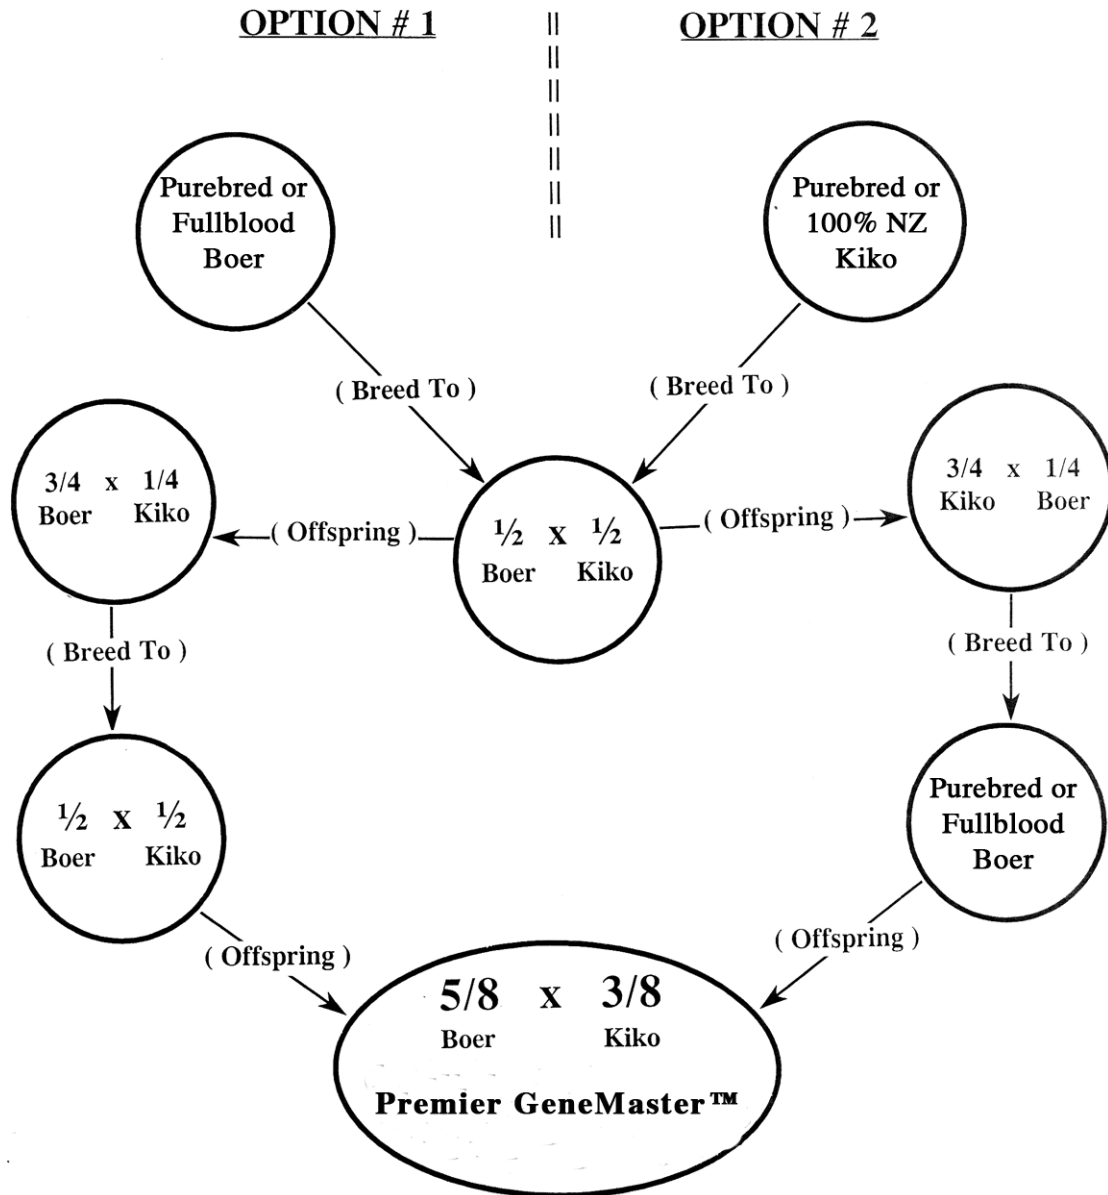 OPTION # 1
OPTION # 2
Purebred or
Fullblood
Boer
Purebred or
100% NZ
Kiko
( Breed To )
( Breed To )
3/4 x 1/4
Boer Kiko
( Offspring )
½ x ½
Boer Kiko
( Offspring )
3/4 x 1/4
Kiko Boer
( Breed To )
( Breed To )
½ x ½
Boer Kiko
Purebred or
Fullblood
Boer
( Offspring )
( Offspring )
5/8 x 3/8
Boer Kiko
Premier GeneMaster™